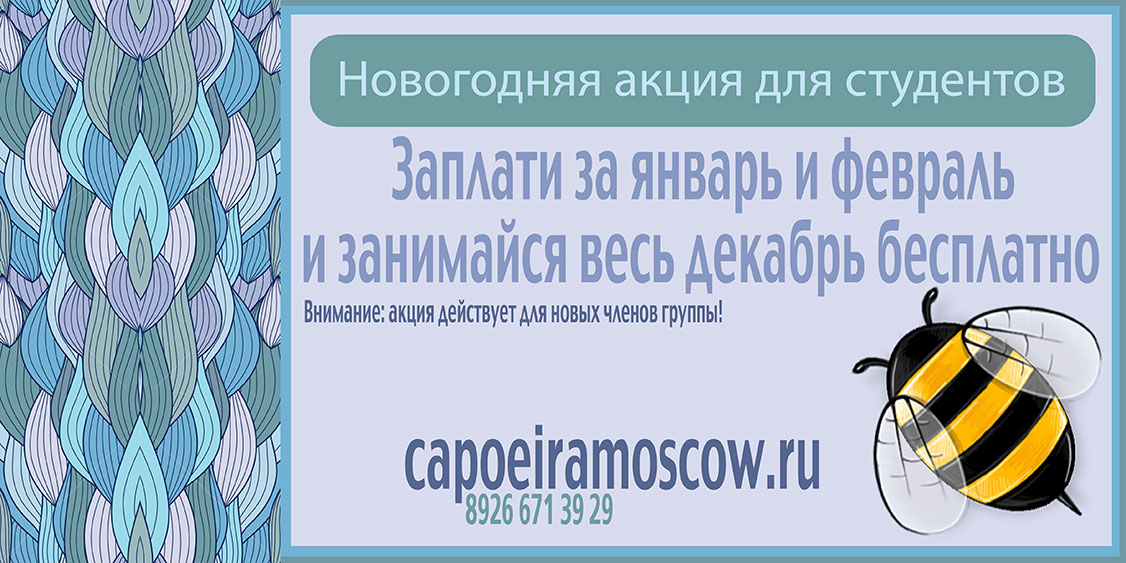 Новогодняя акция для студентов
Заплати за январь и февраль
и занимайся весь декабрь бесплатно
Внимание: акция действует для новых членов группы!
capoeiramoscow.ru
8926 671 39 29